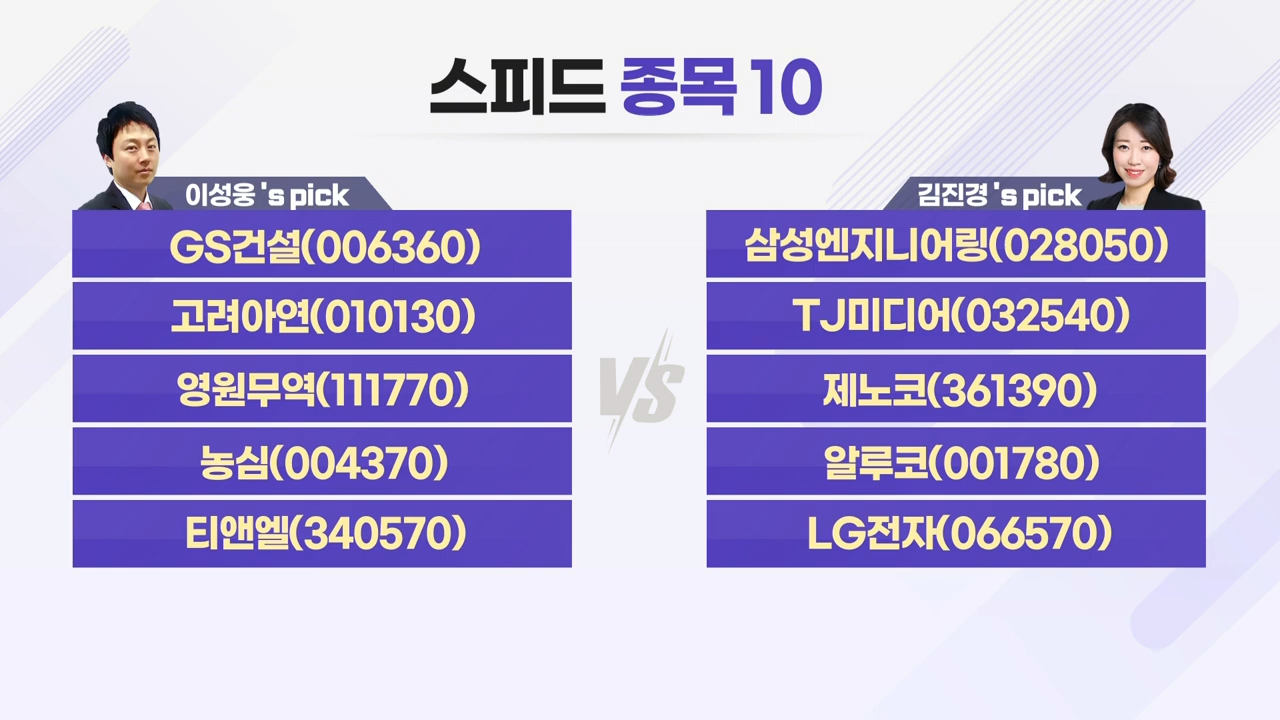 스피드 종목 10
이성웅 's pick
GS건설(006360)
고려아연(010130)
영원무역(111770)
농심(004370)
티앤엘(340570)
VS
김진경 's pick
삼성엔지니어링(028050)
TJ미디어(032540)
제노코(361390)
알루코(001780)
LG전자(066570)